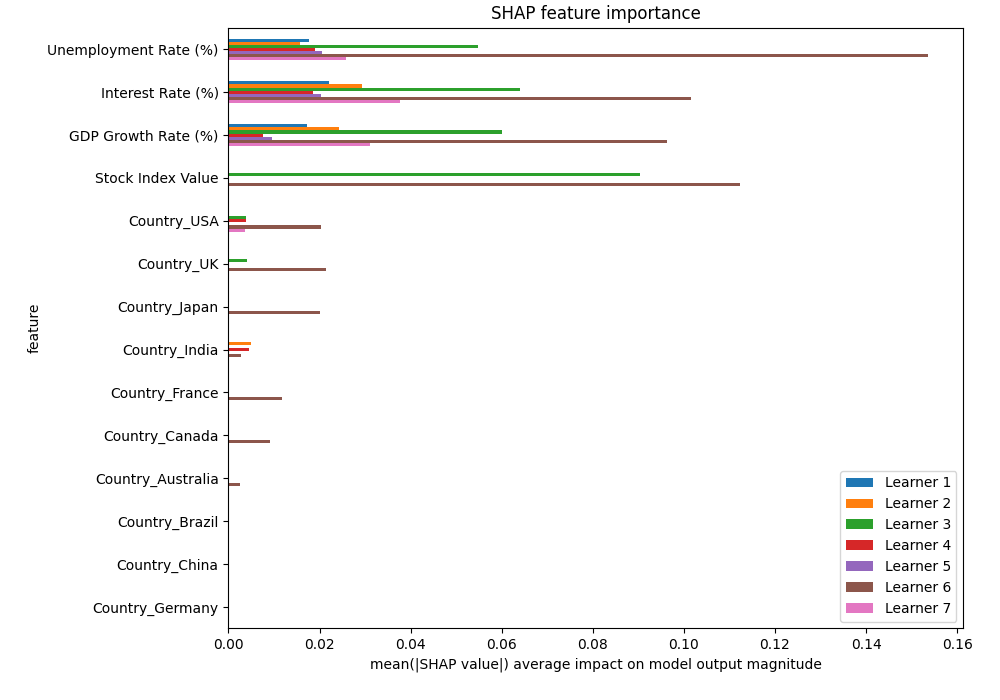 SHAP feature importance
Unemployment Rate (%)
Interest Rate (%)
GDP Growth Rate (%)
Stock Index Value
Country_USA
Country_UK
Country_Japan
Country_India
Country_France
Country_Canada
Country_Australia
Country_Brazil
Country_China
Country_Germany
feature
Learner 1
Learner 2
Learner 3
Learner 4
Learner 5
Learner 6
Learner 7
0.00 0.02 0.04 0.06 0.08 0.10 0.12 0.14 0.16
mean(|SHAP value|) average impact on model output magnitude